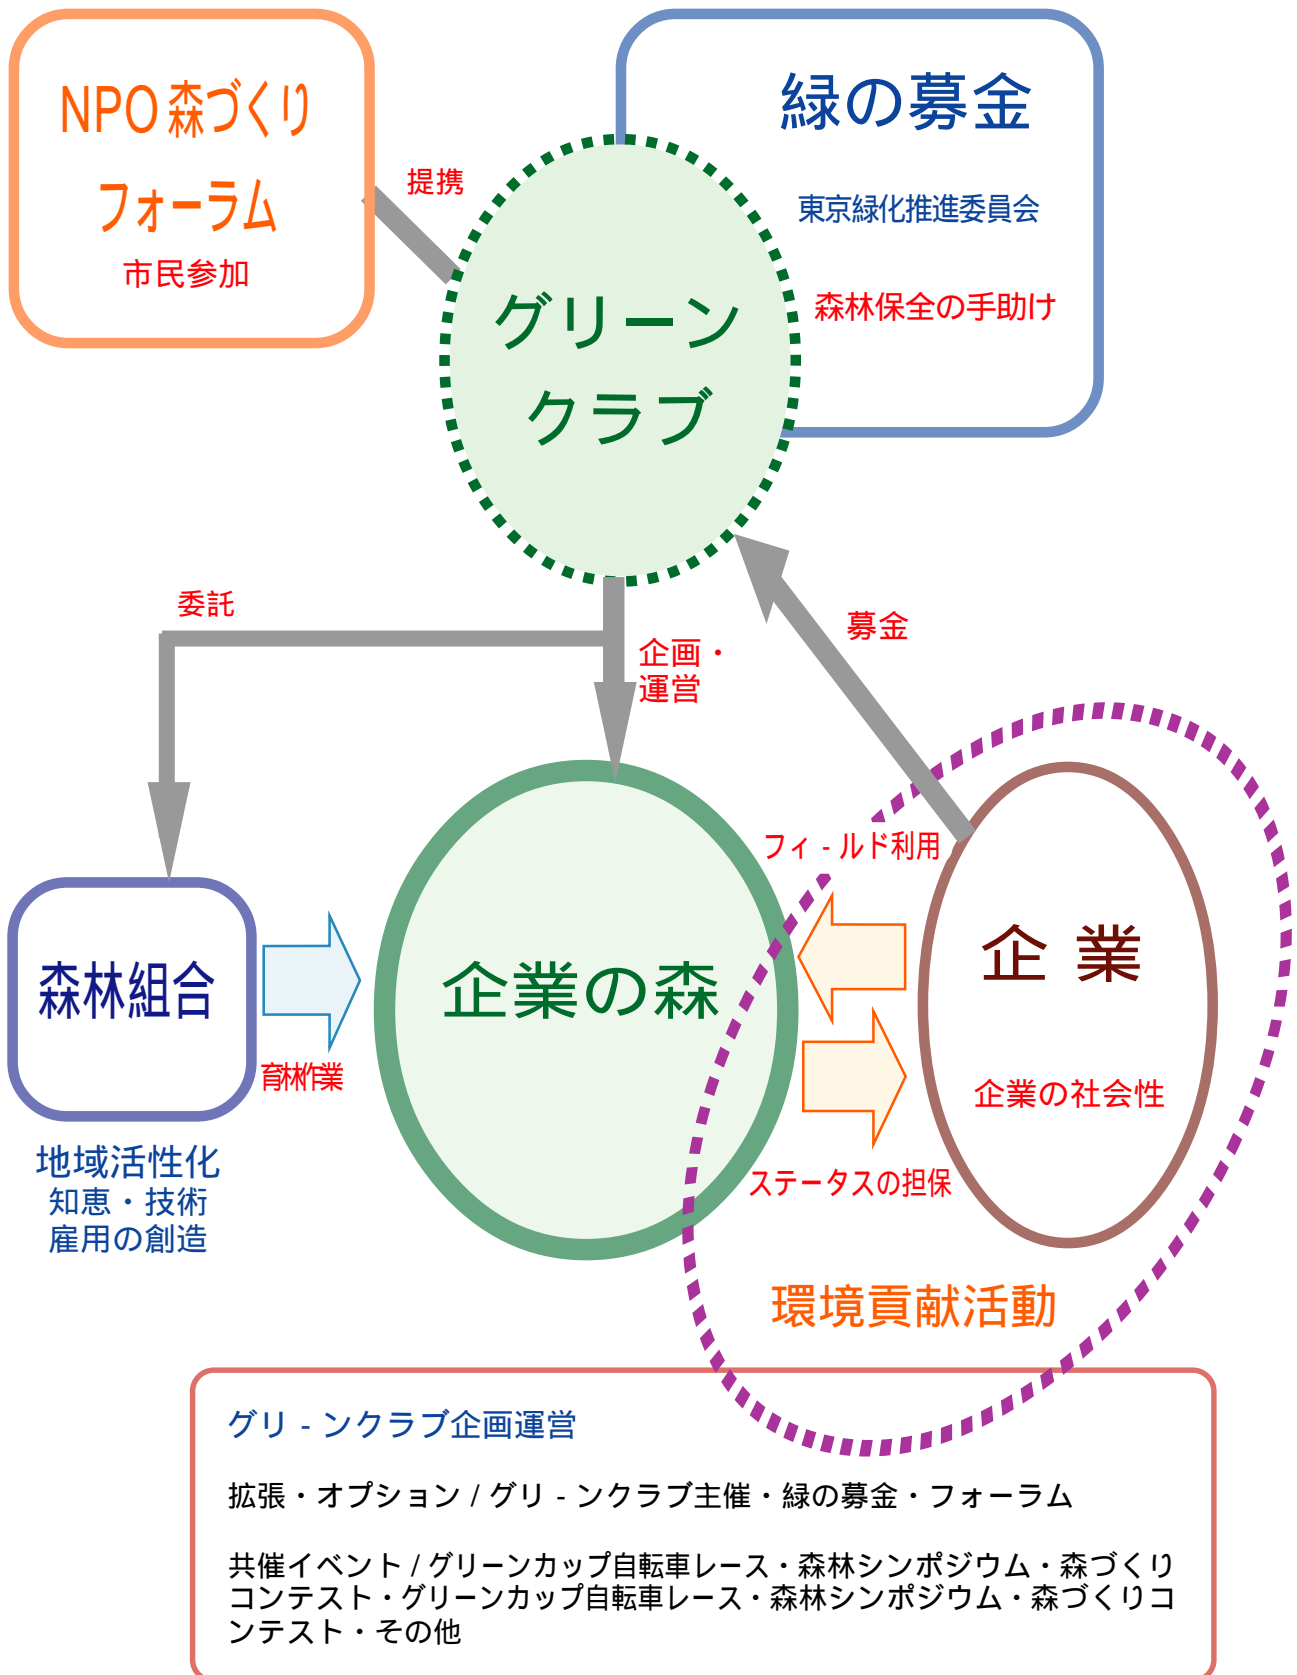 NPO 森づくり
フォーラム
市民参加
提携
緑の募金
東京緑化推進委員会
森林保全の手助け
グリーン
クラブ
委託
企画・
運営
募金
フィ - ルド利用
森林組合
育林作業
企業の森
企 業
企業の社会性
地域活性化
知恵・技術
雇用の創造
ステータスの担保
環境貢献活動
グリ - ンクラブ企画運営
拡張・オプション / グリ - ンクラブ主催・緑の募金・フォーラム
共催イベント / グリーンカップ自転車レース・森林シンポジウム・森づくり
コンテスト・グリーンカップ自転車レース・森林シンポジウム・森づくりコ
ンテスト・その他